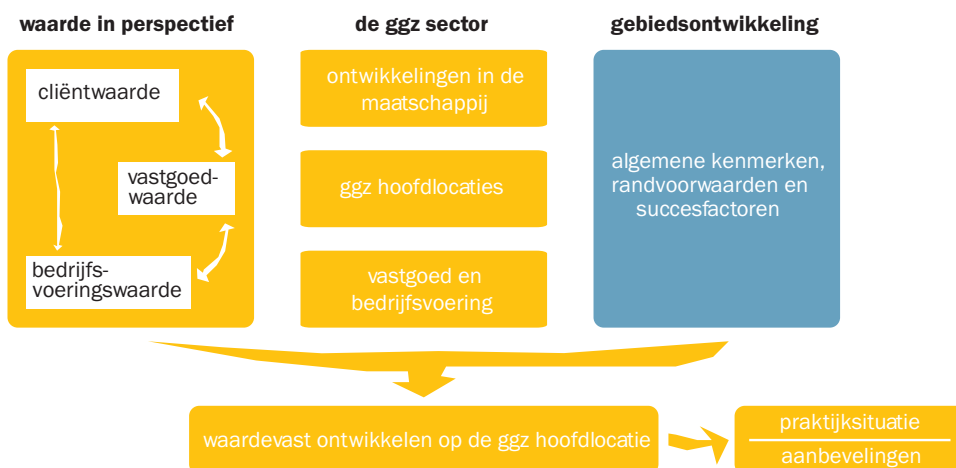 waarde in perspectief
cliëntwaarde
vastgoed-
waarde
bedrijfs-
voeringswaarde
de ggz sector
ontwikkelingen in de
maatschappij
ggz hoofdlocaties
vastgoed en
bedrijfsvoering
gebiedsontwikkeling
algemene kenmerken,
randvoorwaarden en
succesfactoren
waardevast ontwikkelen op de ggz hoofdlocatie
praktijksituatie
aanbevelingen